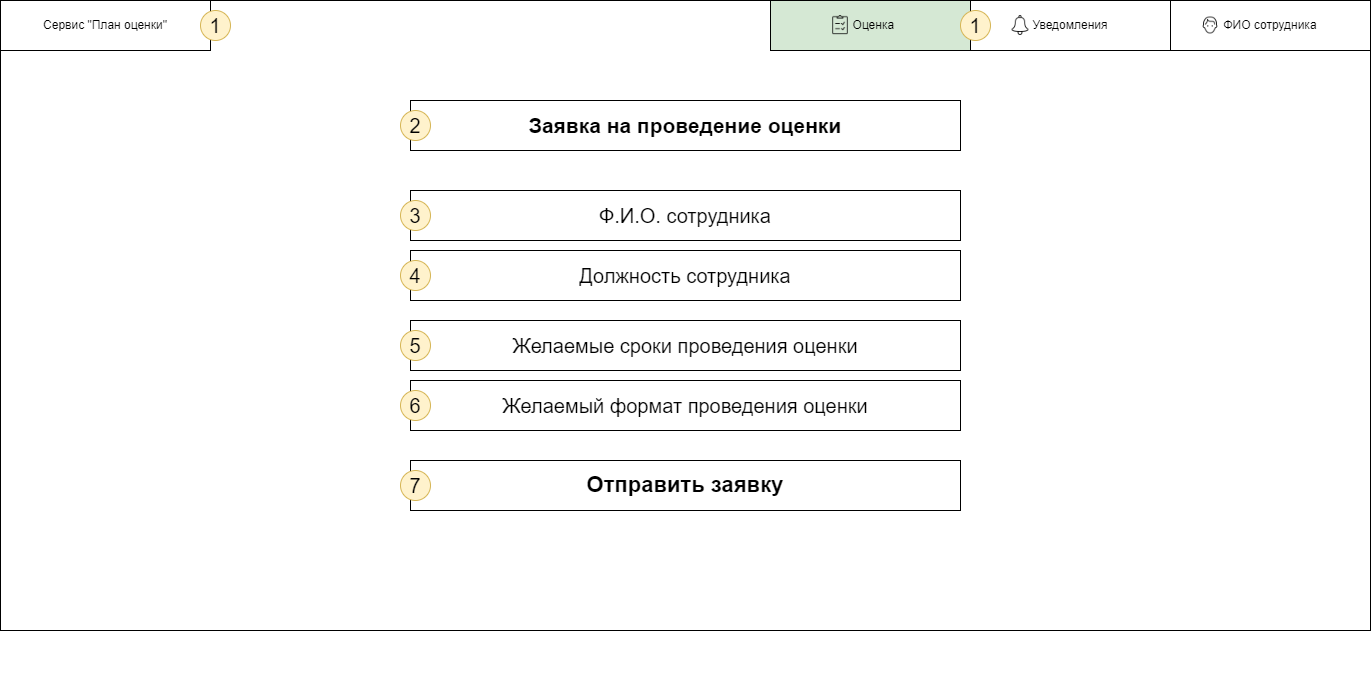 Сервис "План оценки"
1
Оценка
1
Уведомления
ФИО сотрудника
2
Заявка на проведение оценки
3
Ф.И.О. сотрудника
4
Должность сотрудника
5
Желаемые сроки проведения оценки
6
Желаемый формат проведения оценки
7
Отправить заявку